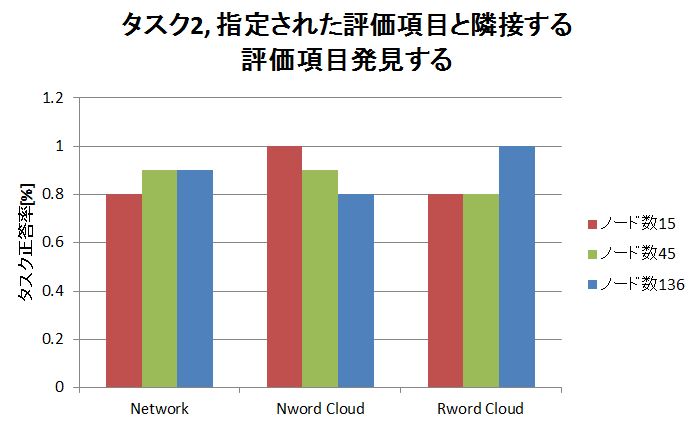 タスク2, 指定された評価項目と隣接する
評価項目発見する
タスク正答率[%]
1.2
1
0.8
0.6
0.4
0.2
0
Network
Nword Cloud
Rword Cloud
ノード数15
ノード数45
ノード数136